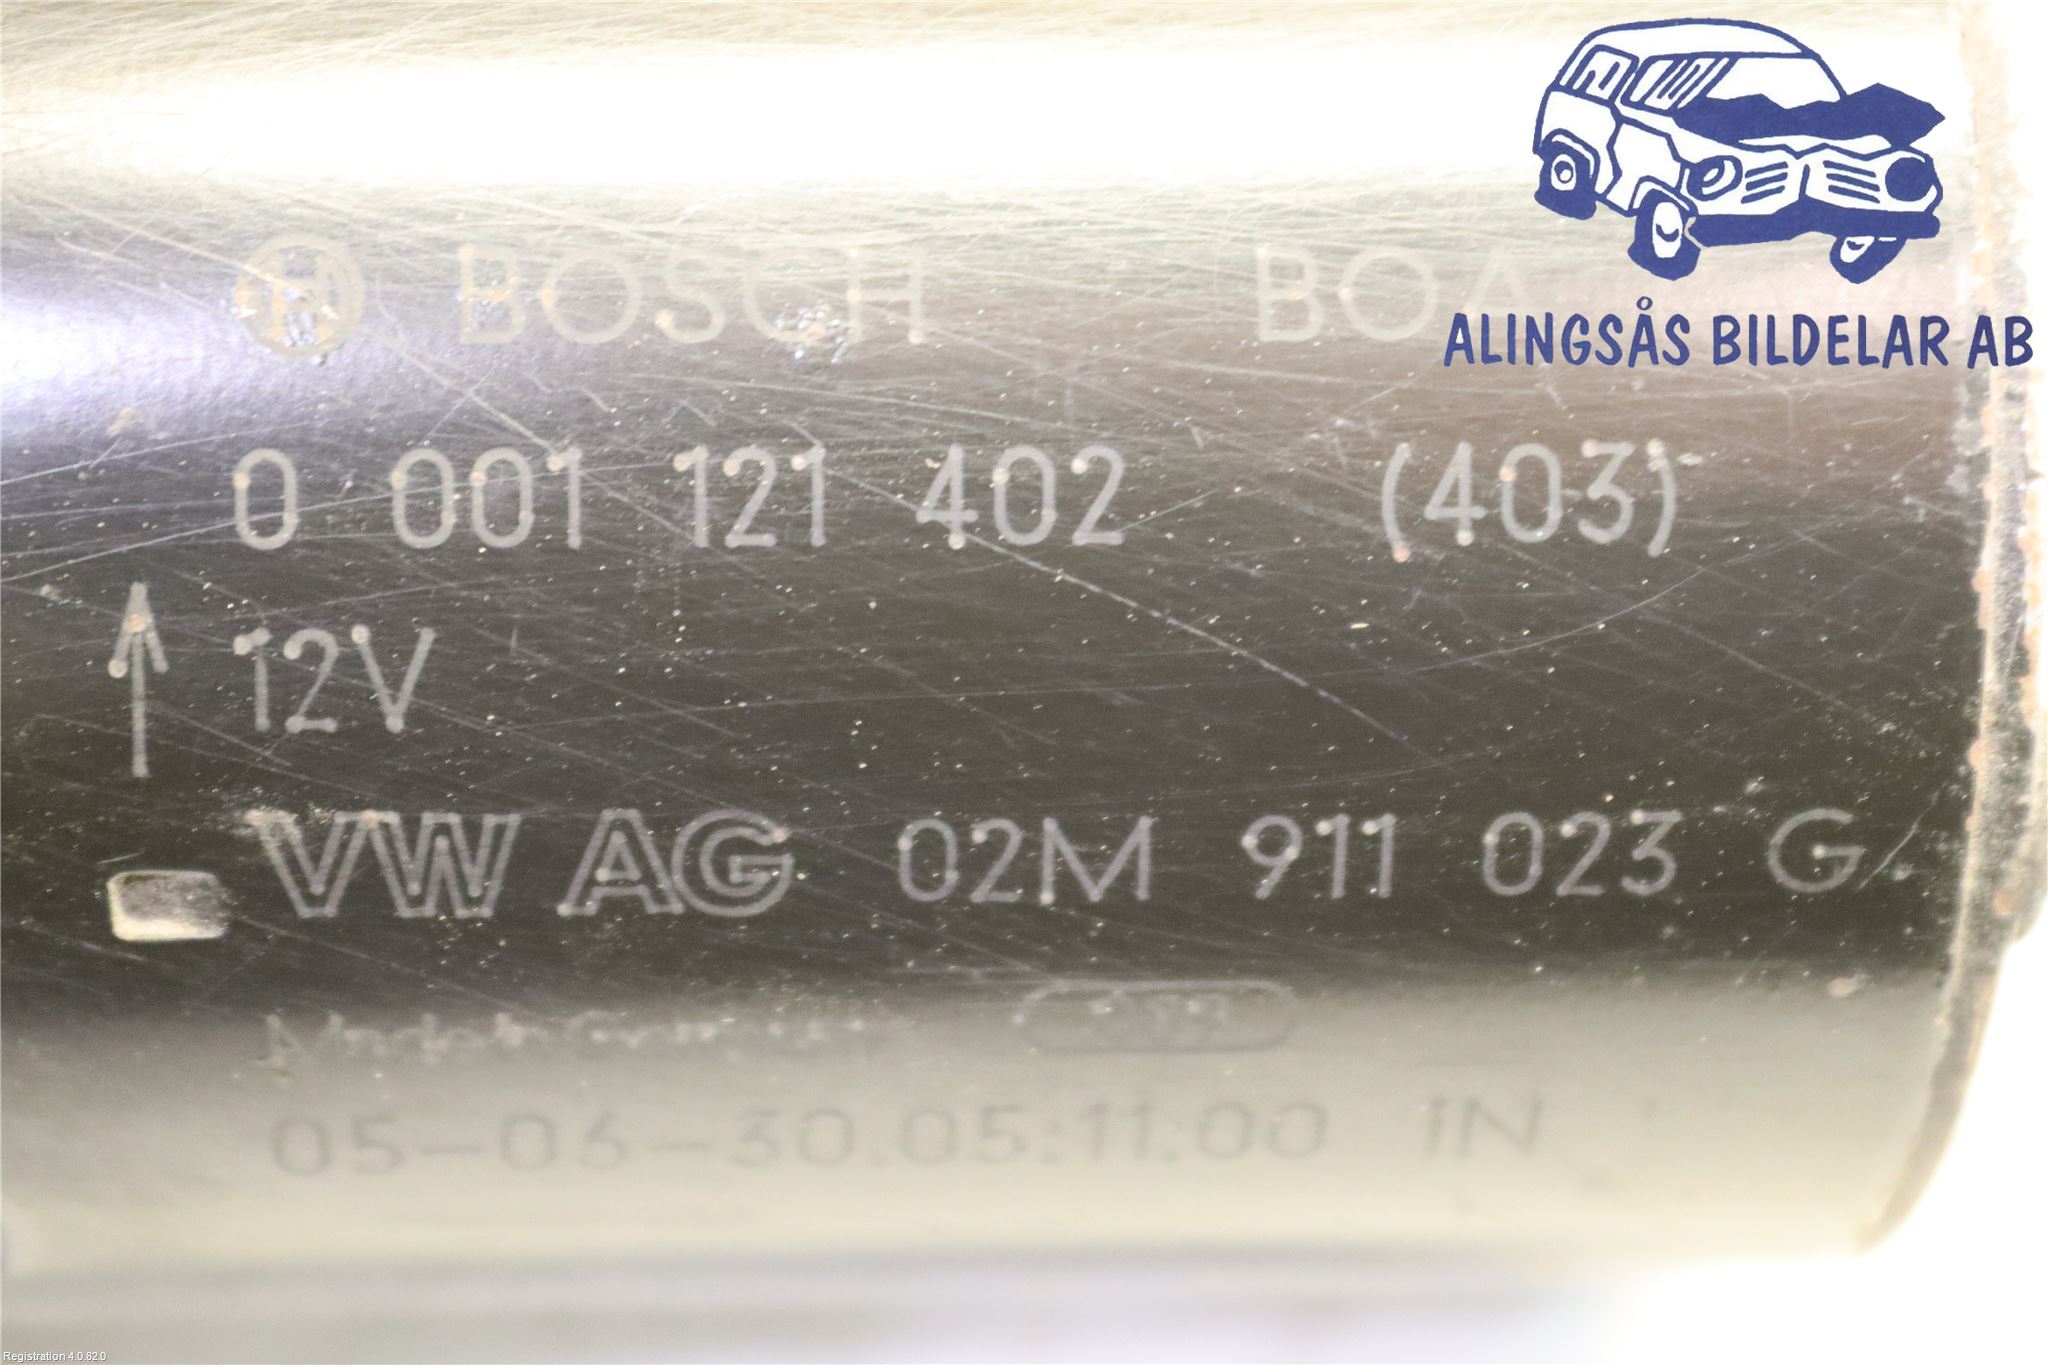 BOSCH BOA
ALINGSÅS BILDELAR AB
0 001 121 402 (403)
12V
VW AG 02M 911 023 G
05-06-30.05:11:00 IN
Registration 4.0.82.0